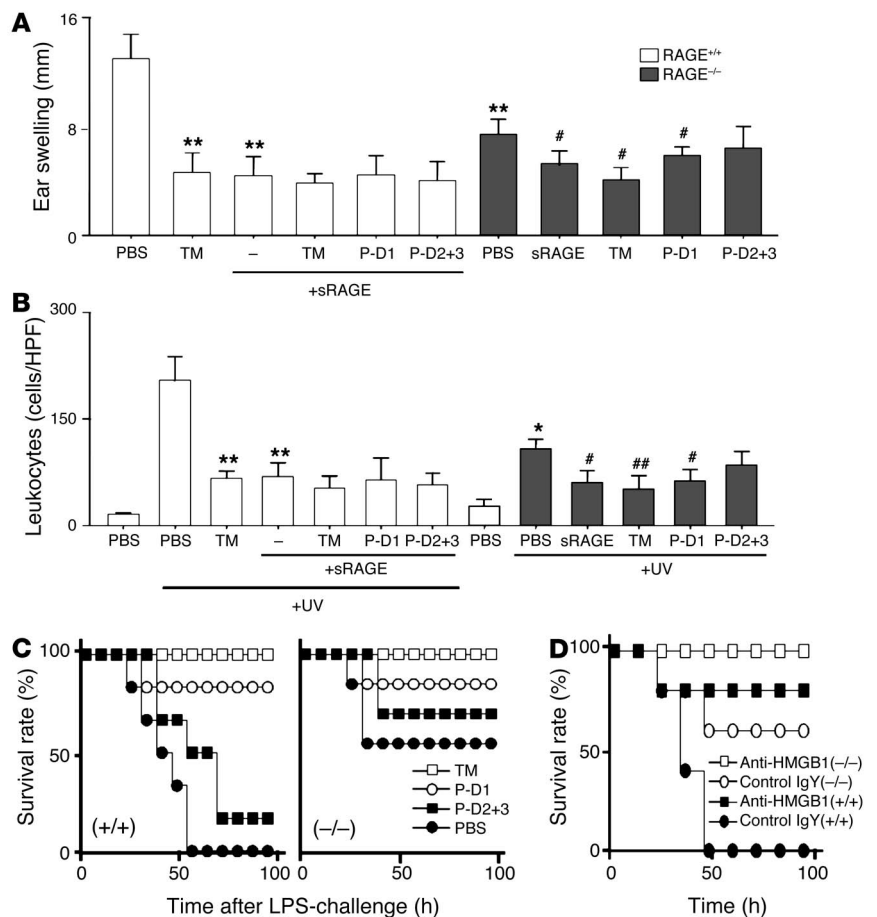 A
16
8
0
Ear swelling (mm)
RAGE+/+
RAGE−/−
** ** ** # # #
PBS TM – TM P-D1 P-D2+3 PBS sRAGE TM P-D1 P-D2+3
+sRAGE
B
300
150
0
Leukocytes (cells/HPF)
** ** * # ## #
PBS PBS TM – TM P-D1 P-D2+3 PBS PBS sRAGE TM P-D1 P-D2+3
+sRAGE +UV
+UV
C
100
50
0
Survival rate (%)
(+/+)
0 50 100
100
50
0
TM
P-D1
P-D2+3
PBS
(−/−)
0 50 100
Time after LPS-challenge (h)
D
100
50
0
Survival rate (%)
Anti-HMGB1(−/−)
Control IgY(−/−)
Anti-HMGB1(+/+)
Control IgY(+/+)
0 50 100
Time (h)